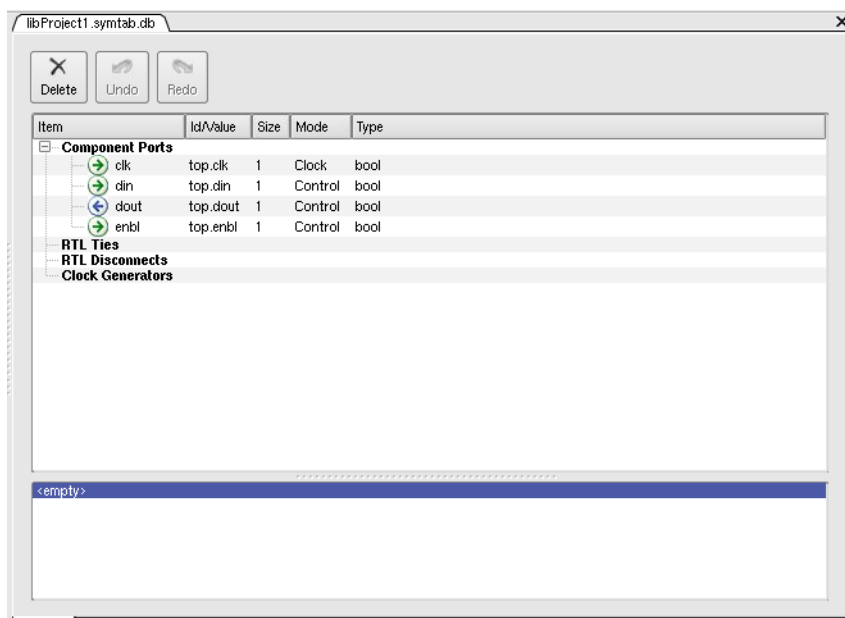 libProject1.symtab.db
Delete Undo Redo
Item Id/Value Size Mode Type
Component Ports
clk top.clk 1 Clock bool
din top.din 1 Control bool
dout top.dout 1 Control bool
enbl top.enbl 1 Control bool
RTL Ties
RTL Disconnects
Clock Generators
<empty>